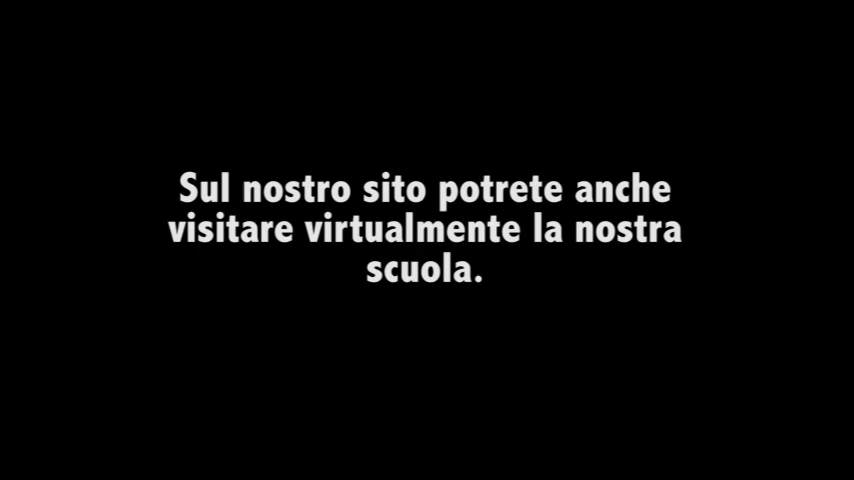 Sul nostro sito potrete anche
visitare virtualmente la nostra
scuola.